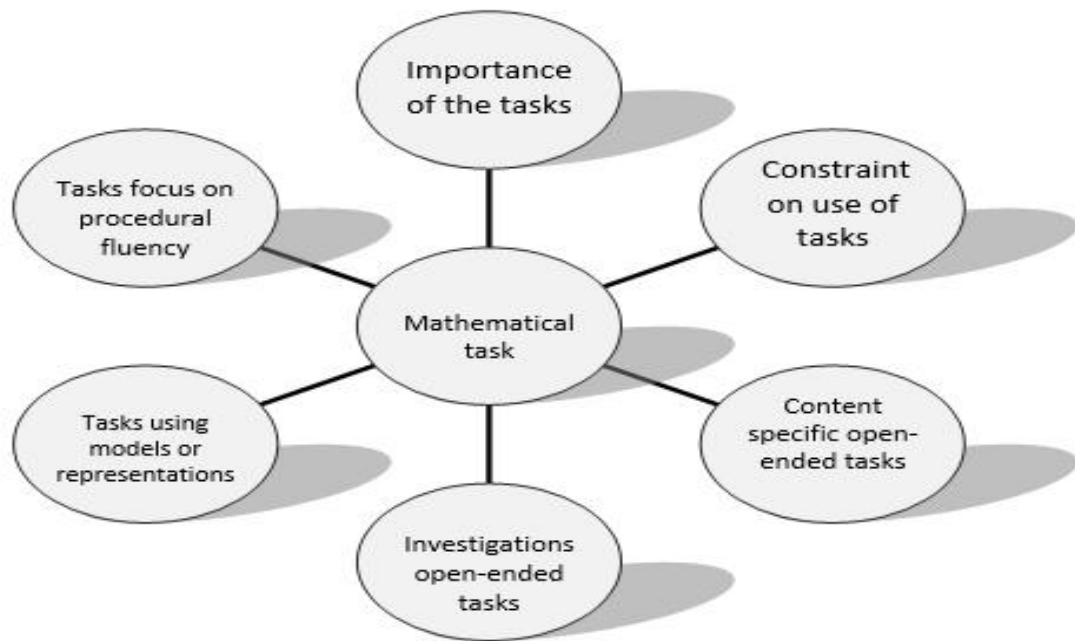 Importance
of the tasks
Constraint
on use of
tasks
Tasks focus on
procedural
fluency
Mathematical
task
Content
specific open-
ended tasks
Tasks using
models or
representations
Investigations
open-ended
tasks